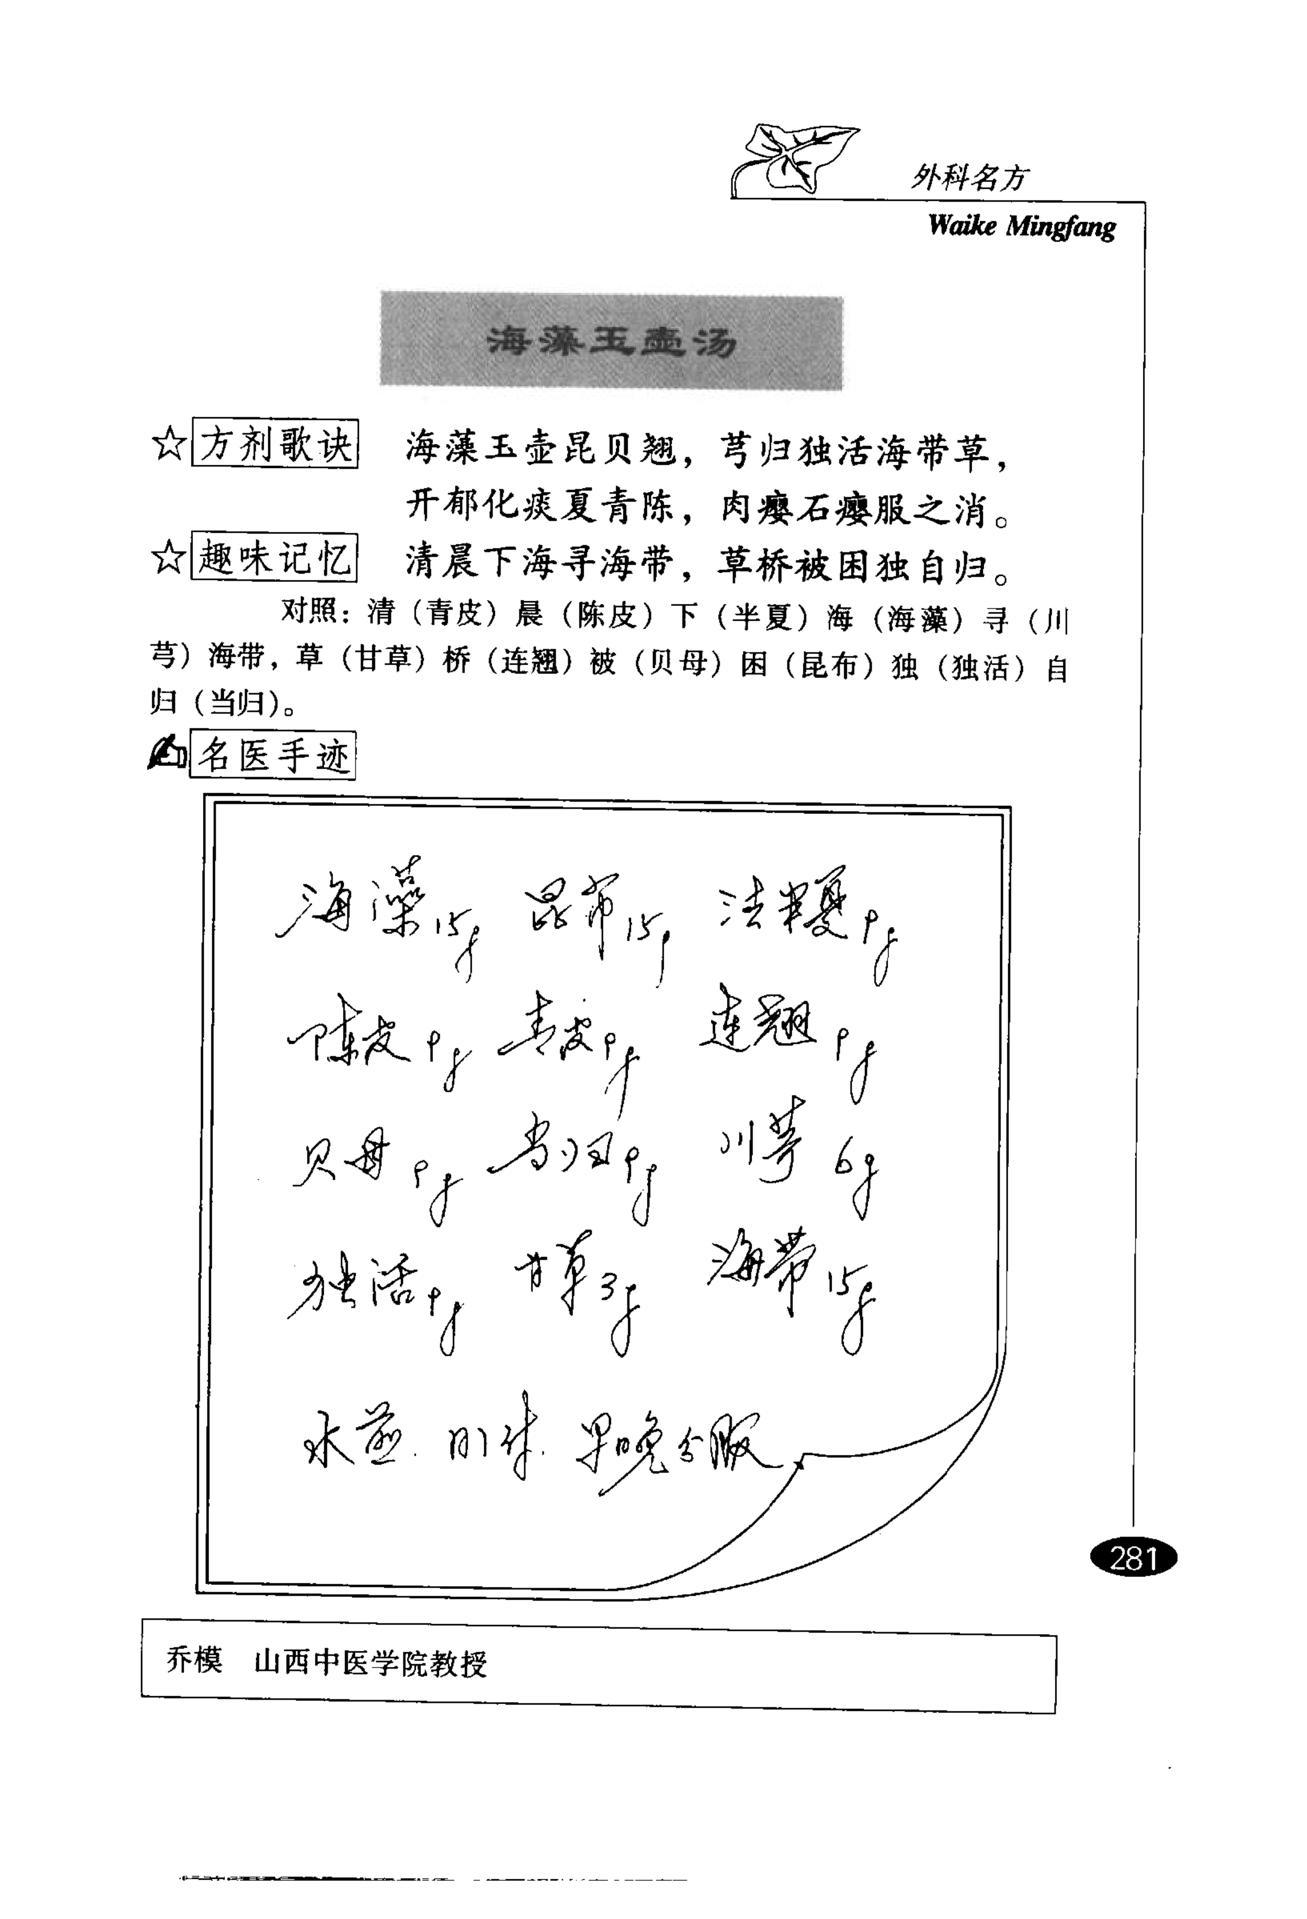 外科名方
Waike Mingfang
海藻玉壶汤
☆方剂歌诀 海藻玉壶昆贝翘，芎归独活海带草，
开郁化痰夏青陈，肉瘿石瘿服之消。
☆趣味记忆 清晨下海寻海带，草桥被困独自归。
对照：清（青皮）晨（陈皮）下（半夏）海（海藻）寻（川
芎）海带，草（甘草）桥（连翘）被（贝母）困（昆布）独（独活）自
归（当归）。
名医手迹
海藻15g 昆布15g 法半夏9g
陈皮9g 青皮9g 连翘9g
贝母9g 当归9g 川芎6g
独活9g 甘草3g 海带15g
水煎 早晚分服
281
乔模 山西中医学院教授